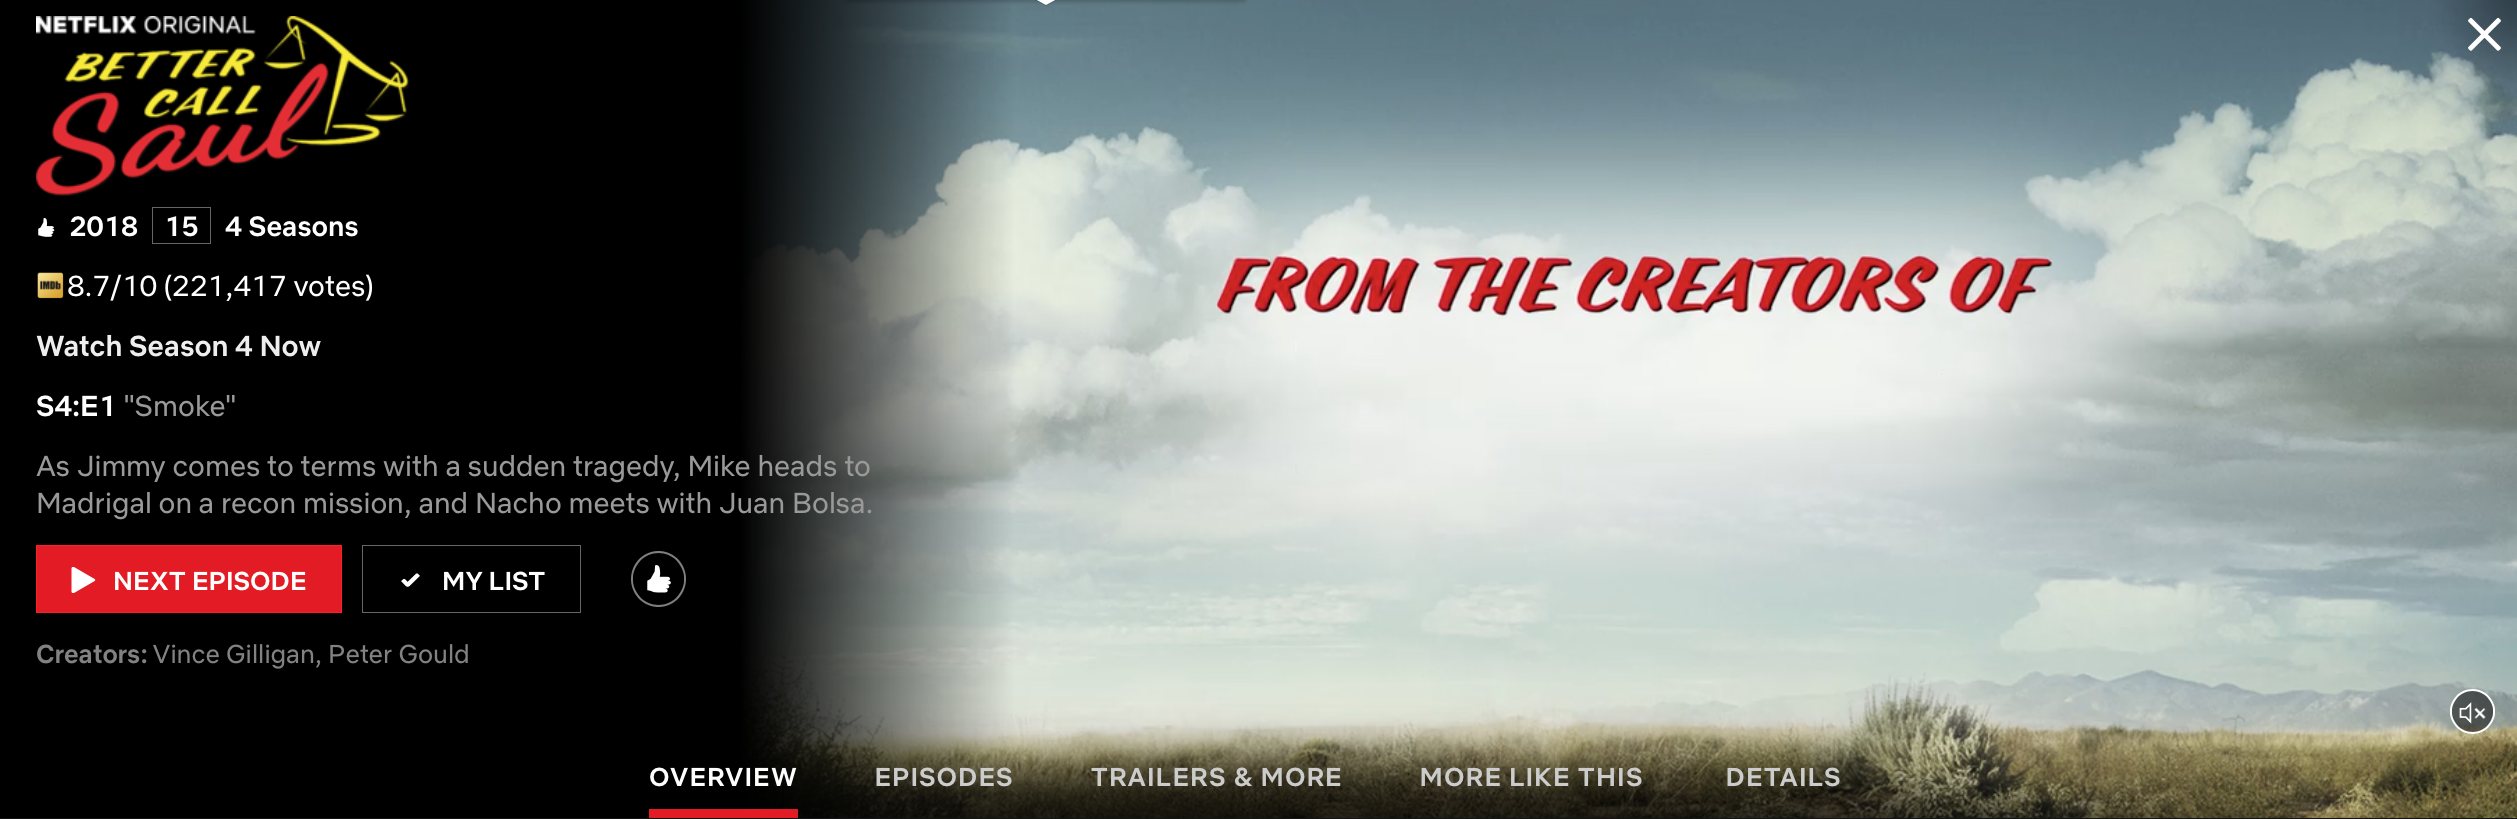 NETFLIX ORIGINAL
BETTER
CALL
Saul
2018 15 4 Seasons
IMDb 8.7/10 (221,417 votes)
Watch Season 4 Now
S4:E1 "Smoke"
As Jimmy comes to terms with a sudden tragedy, Mike heads to
Madrigal on a recon mission, and Nacho meets with Juan Bolsa.
NEXT EPISODE MY LIST
Creators: Vince Gilligan, Peter Gould
FROM THE CREATORS OF
OVERVIEW EPISODES TRAILERS & MORE MORE LIKE THIS DETAILS